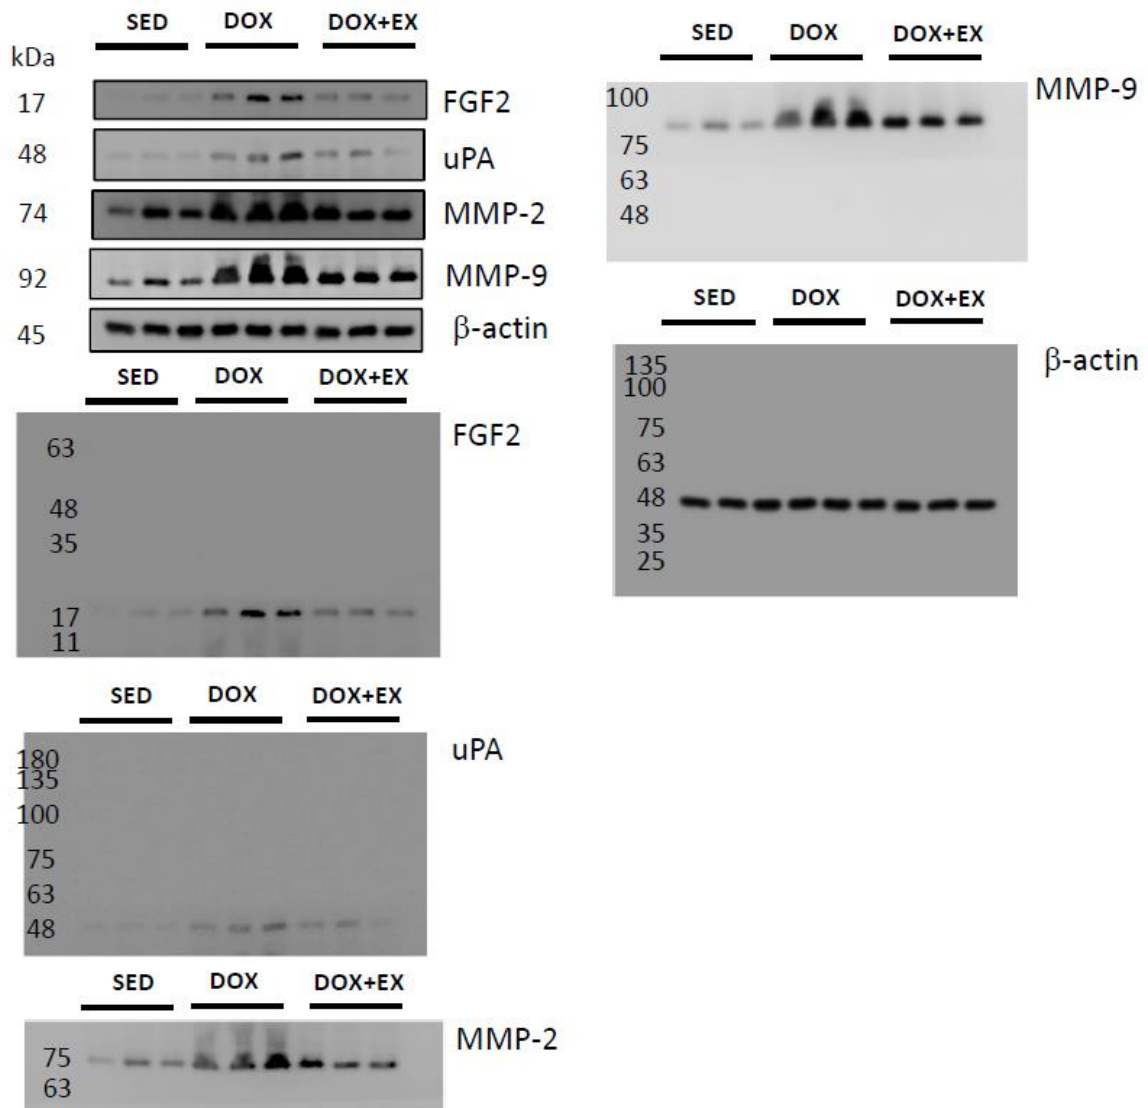 SED DOX DOX+EX
kDa
17 FGF2
48 uPA
74 MMP-2
92 MMP-9
45 β-actin
SED DOX DOX+EX
FGF2
63
48
35
17
11
SED DOX DOX+EX
uPA
180
135
100
75
63
48
SED DOX DOX+EX
MMP-2
75
63
SED DOX DOX+EX
MMP-9
100
75
63
48
SED DOX DOX+EX
β-actin
135
100
75
63
48
35
25